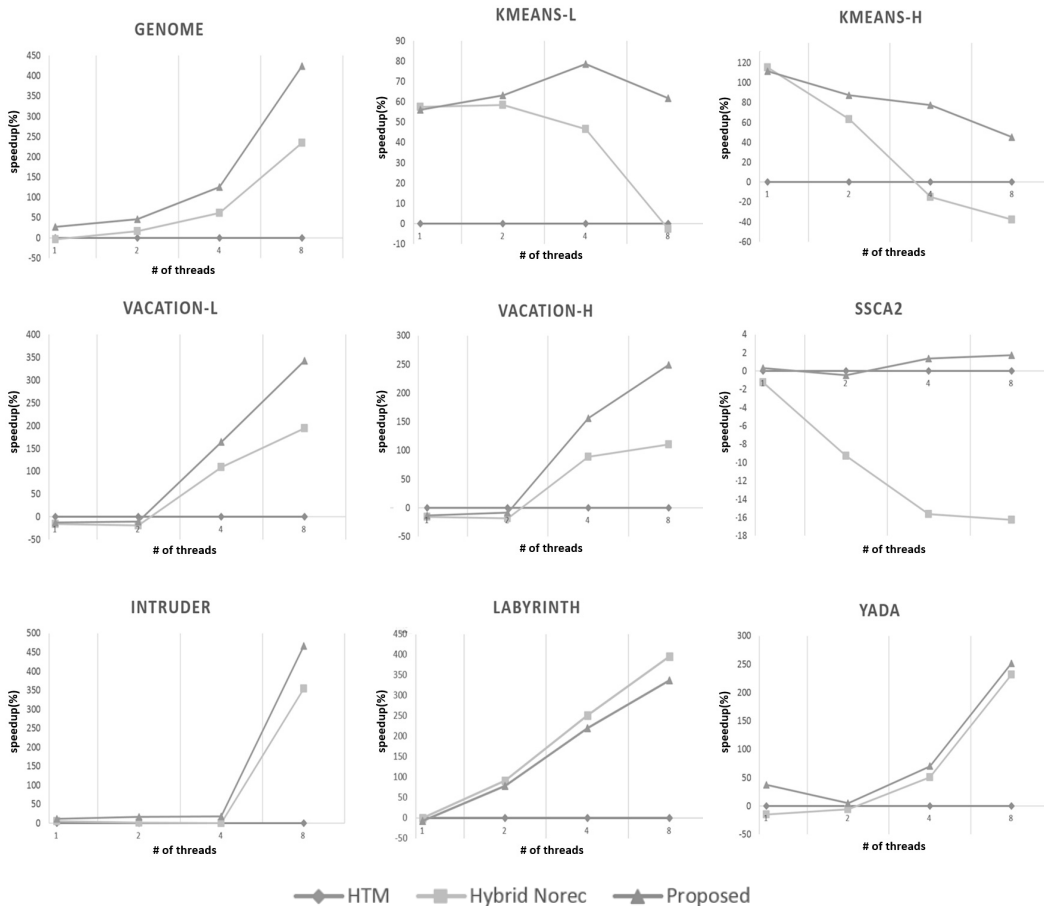 GENOME
speedup(%)
450
400
350
300
250
200
150
100
50
0
-50
1 2 4 8
# of threads
KMEANS-L
speedup(%)
90
80
70
60
50
40
30
20
10
0
-10
1 2 4 8
# of threads
KMEANS-H
speedup(%)
120
100
80
60
40
20
0
-20
-40
-60
1 2 4 8
# of threads
VACATION-L
speedup(%)
400
350
300
250
200
150
100
50
0
-50
1 2 4 8
# of threads
VACATION-H
speedup(%)
300
250
200
150
100
50
0
-50
1 2 4 8
# of threads
SSCA2
speedup(%)
4
2
0
-2
-4
-6
-8
-10
-12
-14
-16
-18
1 2 4 8
# of threads
INTRUDER
speedup(%)
500
450
400
350
300
250
200
150
100
50
0
1 2 4 8
# of threads
LABYRINTH
speedup(%)
450
400
350
300
250
200
150
100
50
0
-50
1 2 4 8
# of threads
YADA
speedup(%)
300
250
200
150
100
50
0
-50
1 2 4 8
# of threads
HTM Hybrid Norec Proposed